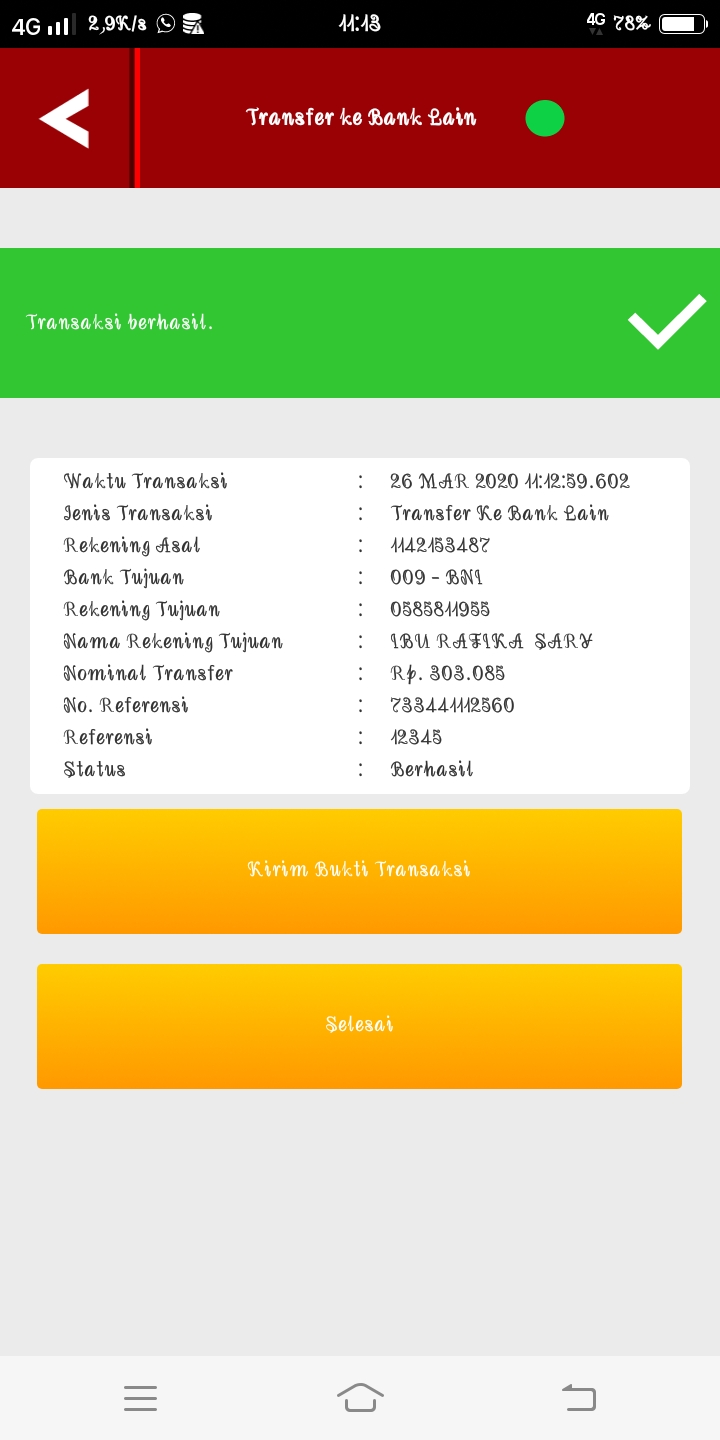 4G 2,9K/s 11:13 4G 78%
Transfer ke Bank Lain
Transaksi berhasil.
Waktu Transaksi : 26 MAR 2020 11:12:59.602
Jenis Transaksi : Transfer Ke Bank Lain
Rekening Asal : 1142153487
Bank Tujuan : 009 - BNI
Rekening Tujuan : 0585811955
Nama Rekening Tujuan : IBU RAFIKA SARY
Nominal Transfer : Rp. 303.085
No. Referensi : 733441112560
Referensi : 12345
Status : Berhasil
Kirim Bukti Transaksi
Selesai